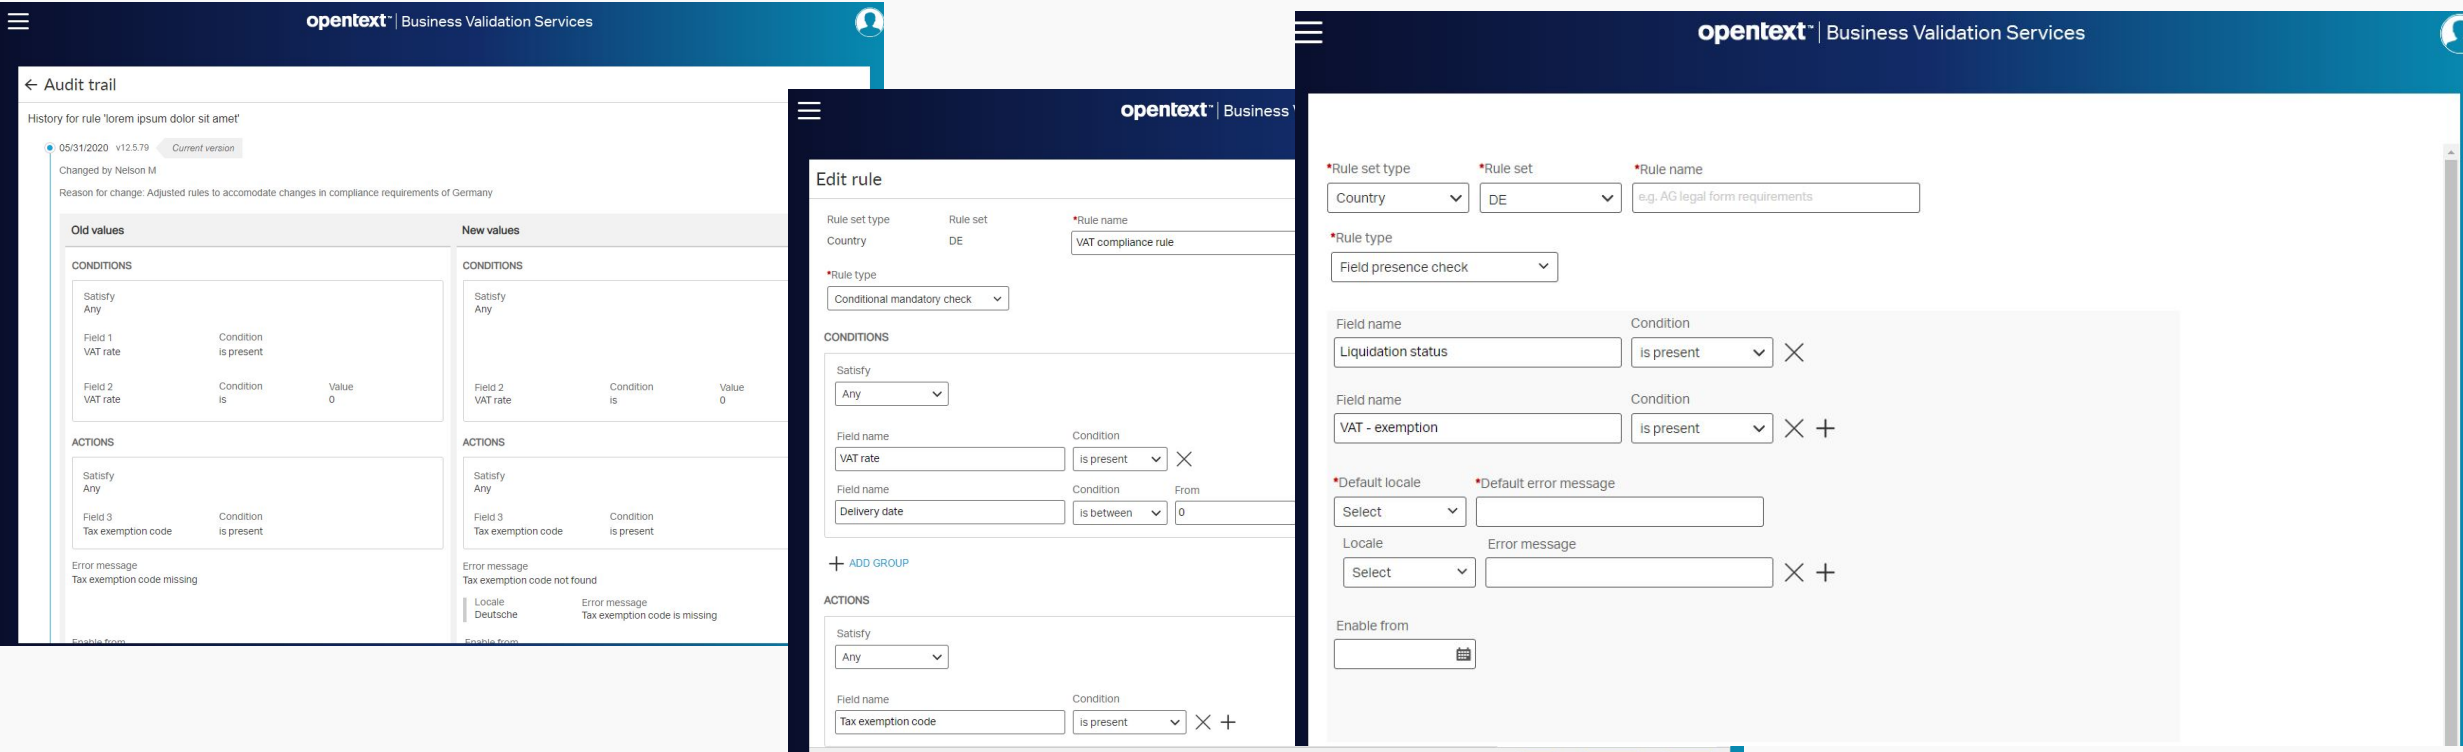 opentext™ | Business Validation Services
Audit trail
History for rule 'lorem ipsum dolor sit amet'
05/31/2020 v12.5.79 Current version
Changed by Nelson M
Reason for change: Adjusted rules to accomodate changes in compliance requirements of Germany
Old values New values
CONDITIONS CONDITIONS
Satisfy Satisfy
Any Any
Field 1 Condition
VAT rate is present
Field 2 Condition Value Field 2 Condition Value
VAT rate is 0 VAT rate is 0
ACTIONS ACTIONS
Satisfy Satisfy
Any Any
Field 3 Condition Field 3 Condition
Tax exemption code is present Tax exemption code is present
Error message Error message
Tax exemption code missing Tax exemption code not found
Locale Error message
Deutsche Tax exemption code is missing
Enable from Enable from
opentext™ | Business
Edit rule
Rule set type Rule set *Rule name
Country DE VAT compliance rule
*Rule type
Conditional mandatory check
CONDITIONS
Satisfy
Any
Field name Condition
VAT rate is present
Field name Condition From
Delivery date is between 0
+ ADD GROUP
ACTIONS
Satisfy
Any
Field name Condition
Tax exemption code is present
opentext™ | Business Validation Services
*Rule set type *Rule set *Rule name
Country DE e.g. AG legal form requirements
*Rule type
Field presence check
Field name Condition
Liquidation status is present
Field name Condition
VAT - exemption is present
*Default locale *Default error message
Select
Locale Error message
Select
Enable from